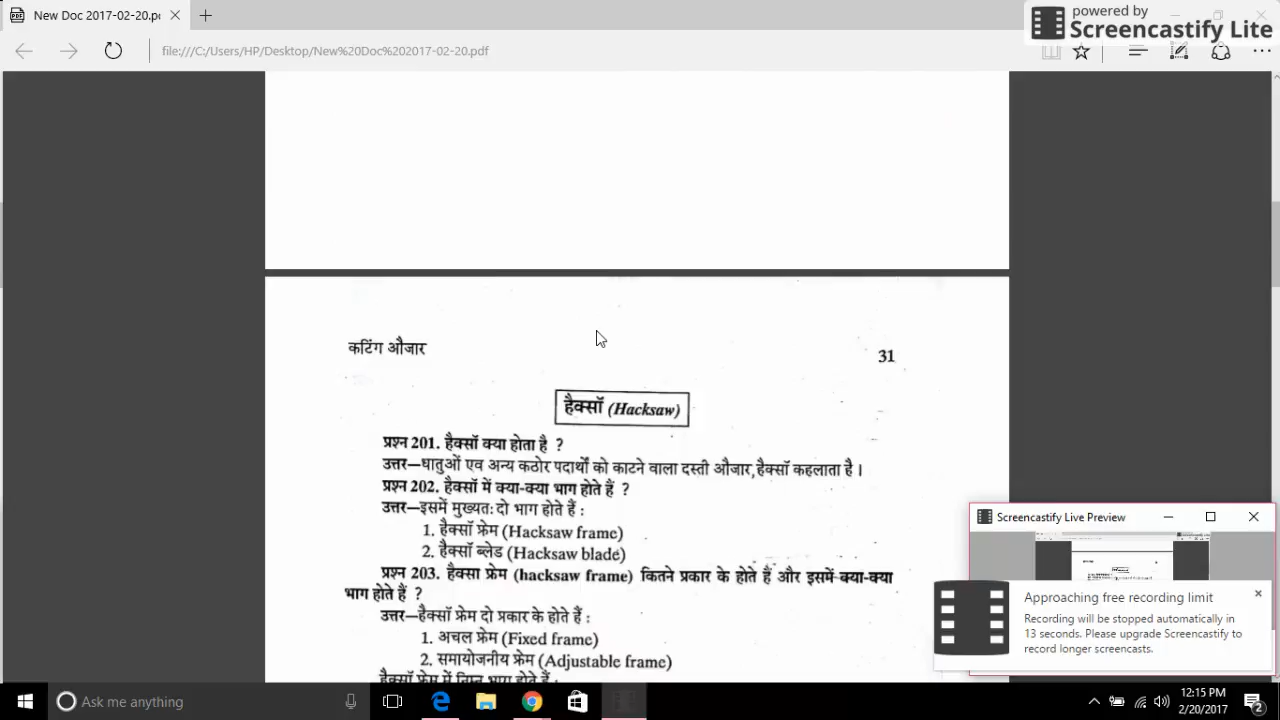 New Doc 2017-02-20.pc
powered by
Screencastify Lite
file:///C:/Users/HP/Desktop/New%20Doc%202017-02-20.pdf
कटिंग औजार
31
हैक्सॉ (Hacksaw)
प्रश्न 201. हैक्सॉ क्या होता है ?
उत्तर—धातुओं एव अन्य कठोर पदार्थों को काटने वाला दस्ती औजार, हैक्सॉ कहलाता है।
प्रश्न 202. हैक्सॉ में क्या-क्या भाग होते हैं ?
उत्तर—इसमें मुख्यतः दो भाग होते हैं :
1. हैक्सॉ फ्रेम (Hacksaw frame)
2. हैक्सॉ ब्लेड (Hacksaw blade)
प्रश्न 203. हैक्सा फ्रेम (hacksaw frame) कितने प्रकार के होते हैं और इसमें क्या-क्या
भाग होते हैं ?
उत्तर—हैक्सॉ फ्रेम दो प्रकार के होते हैं :
1. अचल फ्रेम (Fixed frame)
2. समायोजनीय फ्रेम (Adjustable frame)
हैक्सॉ फ्रेम में निम्न भाग होते हैं :
Screencastify Live Preview
Approaching free recording limit
Recording will be stopped automatically in
13 seconds. Please upgrade Screencastify to
record longer screencasts.
Ask me anything
12:15 PM
2/20/2017
2